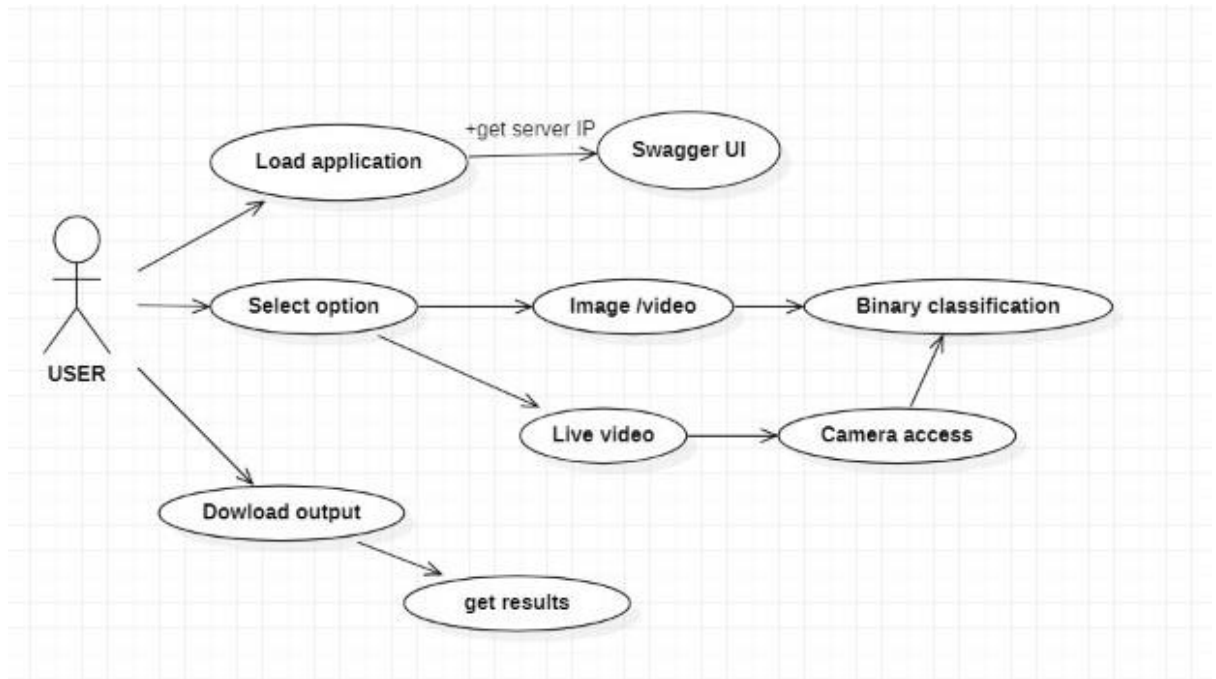 +get server IP
Load application
Swagger UI
Select option
Image /video
Binary classification
USER
Live video
Camera access
Dowload output
get results